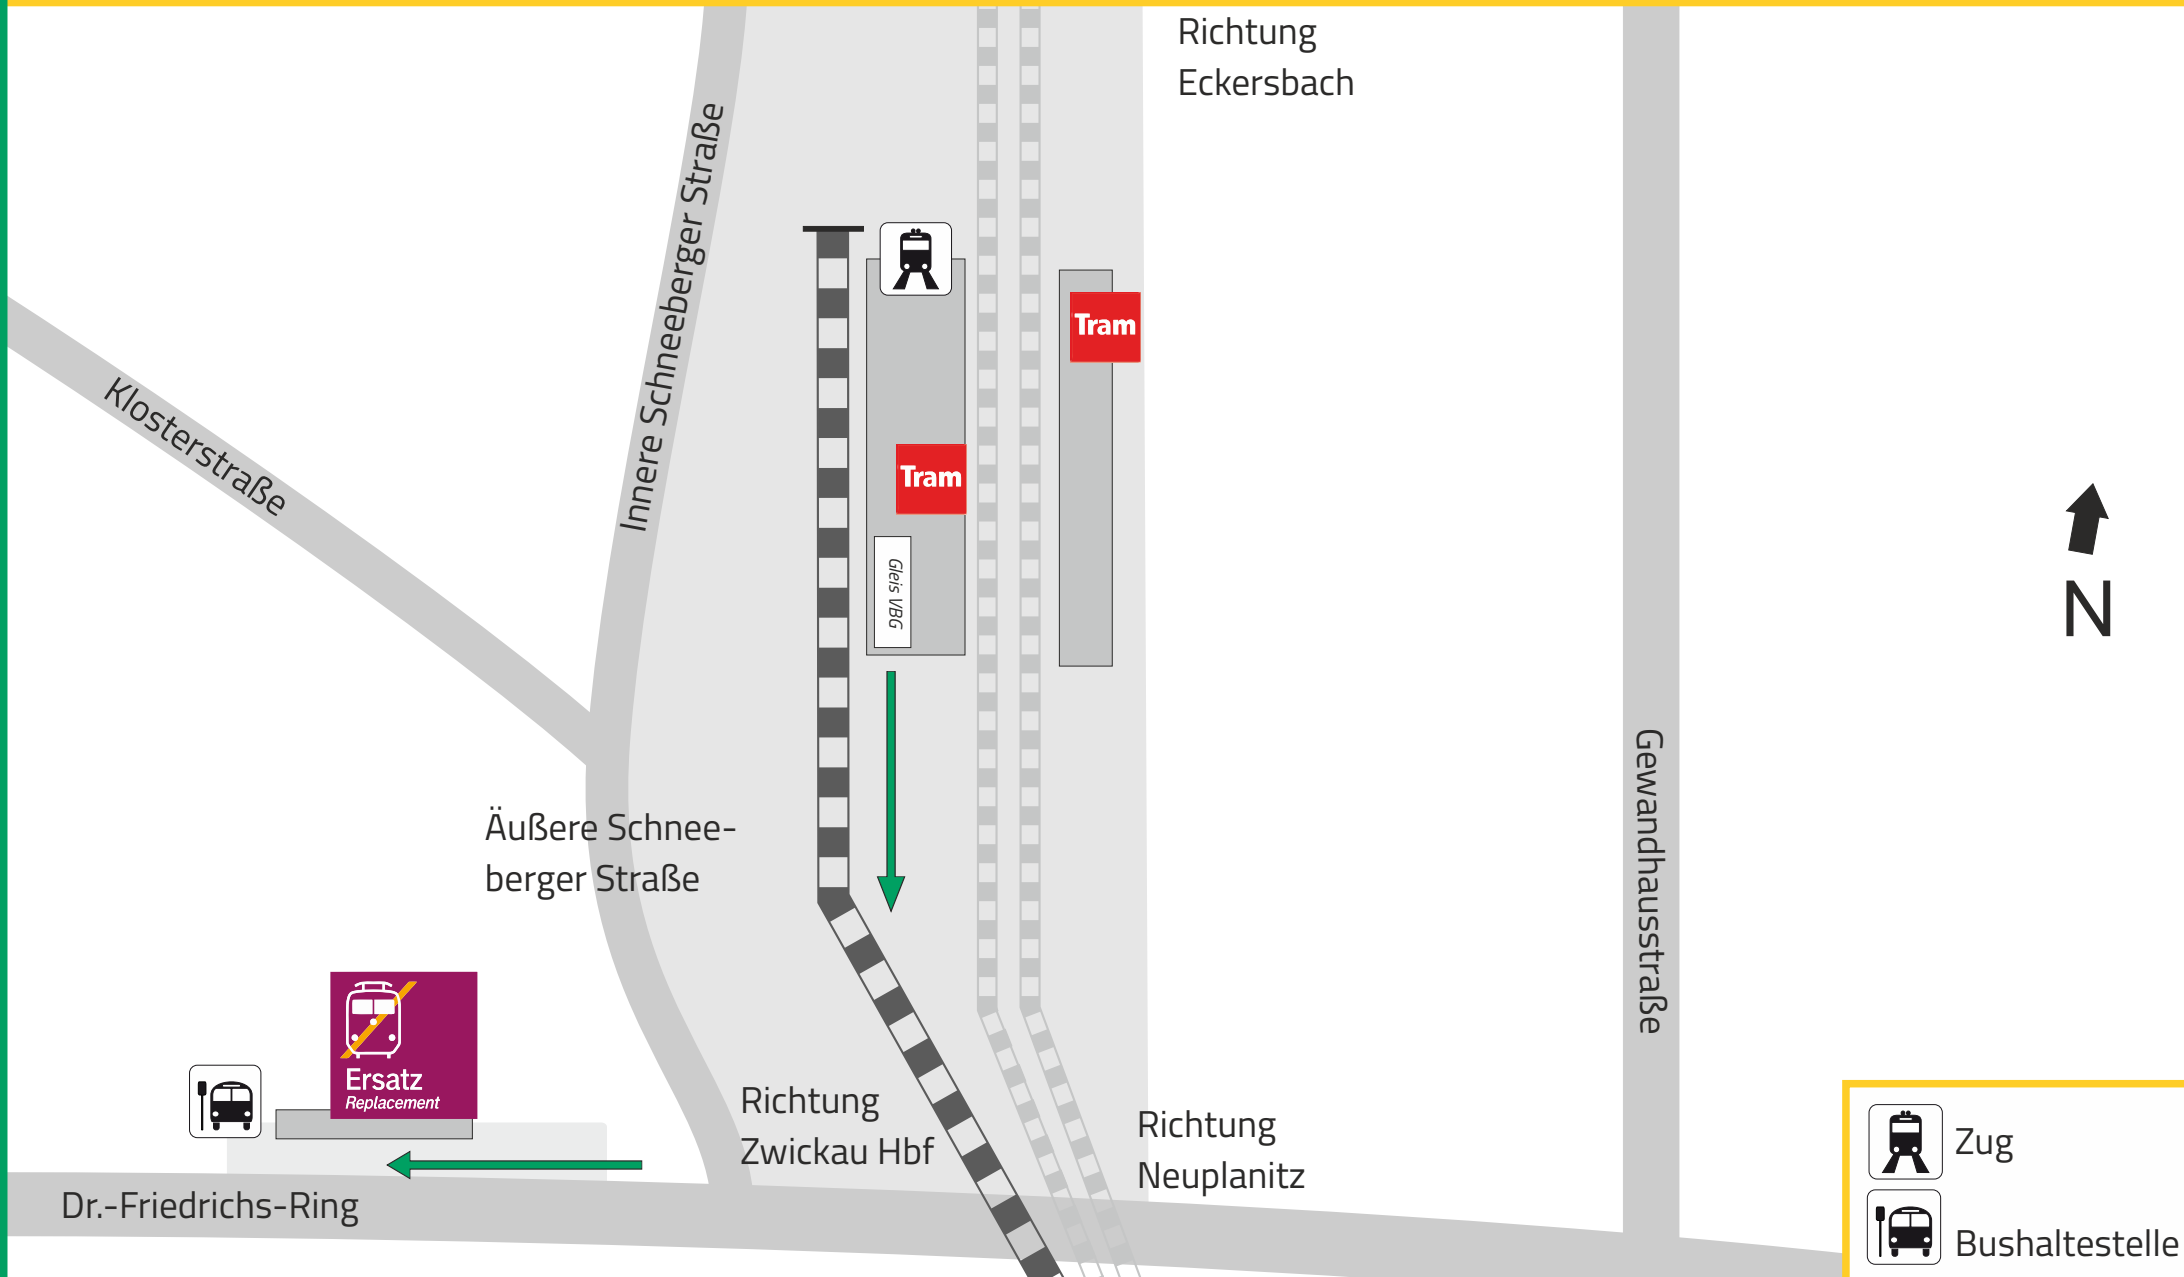 Richtung
Eckersbach
Innere Schneeberger Straße
Tram
Klosterstraße
Tram
Gleis VBG
N
Gewandhausstraße
Äußere Schnee-
berger Straße
Ersatz
Replacement
Richtung
Zwickau Hbf
Richtung
Neuplanitz
Dr.-Friedrichs-Ring
Zug
Bushaltestelle